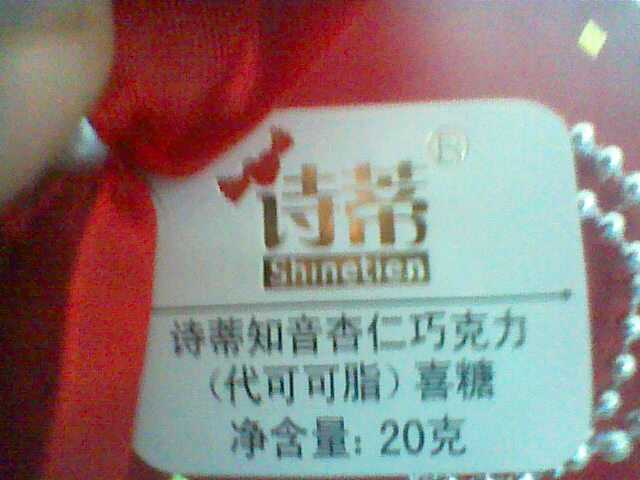 诗蒂®
Shinetien
诗蒂知音杏仁巧克力
（代可可脂）喜糖
净含量: 20克